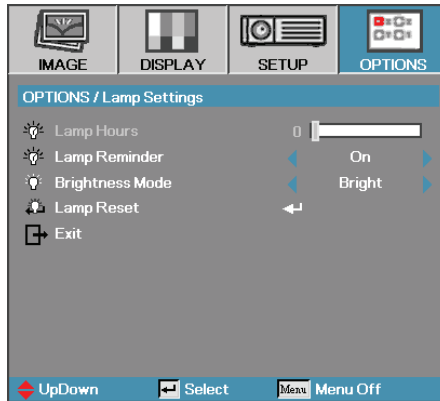 IMAGE DISPLAY SETUP OPTIONS
OPTIONS / Lamp Settings
Lamp Hours 0
Lamp Reminder On
Brightness Mode Bright
Lamp Reset
Exit
UpDown Select Menu Menu Off